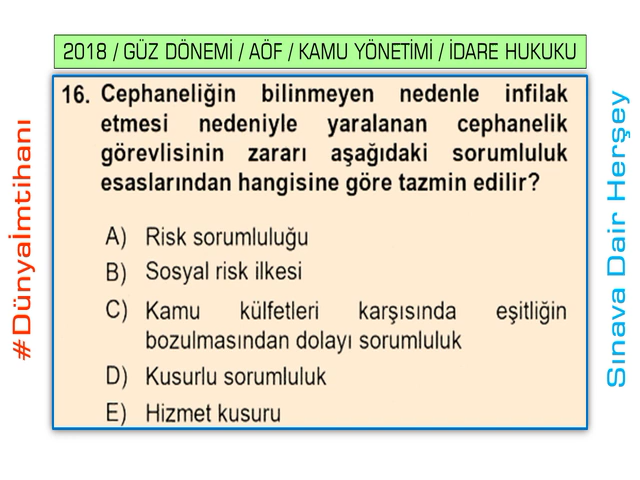 2018 / GÜZ DÖNEMİ / AÖF / KAMU YÖNETİMİ / İDARE HUKUKU
#Dünyaİmtihanı
16. Cephaneliğin bilinmeyen nedenle infilak
etmesi nedeniyle yaralanan cephanelik
görevlisinin zararı aşağıdaki sorumluluk
esaslarından hangisine göre tazmin edilir?
A) Risk sorumluluğu
B) Sosyal risk ilkesi
C) Kamu külfetleri karşısında eşitliğin
bozulmasından dolayı sorumluluk
D) Kusurlu sorumluluk
E) Hizmet kusuru
Sınava Dair Herşey